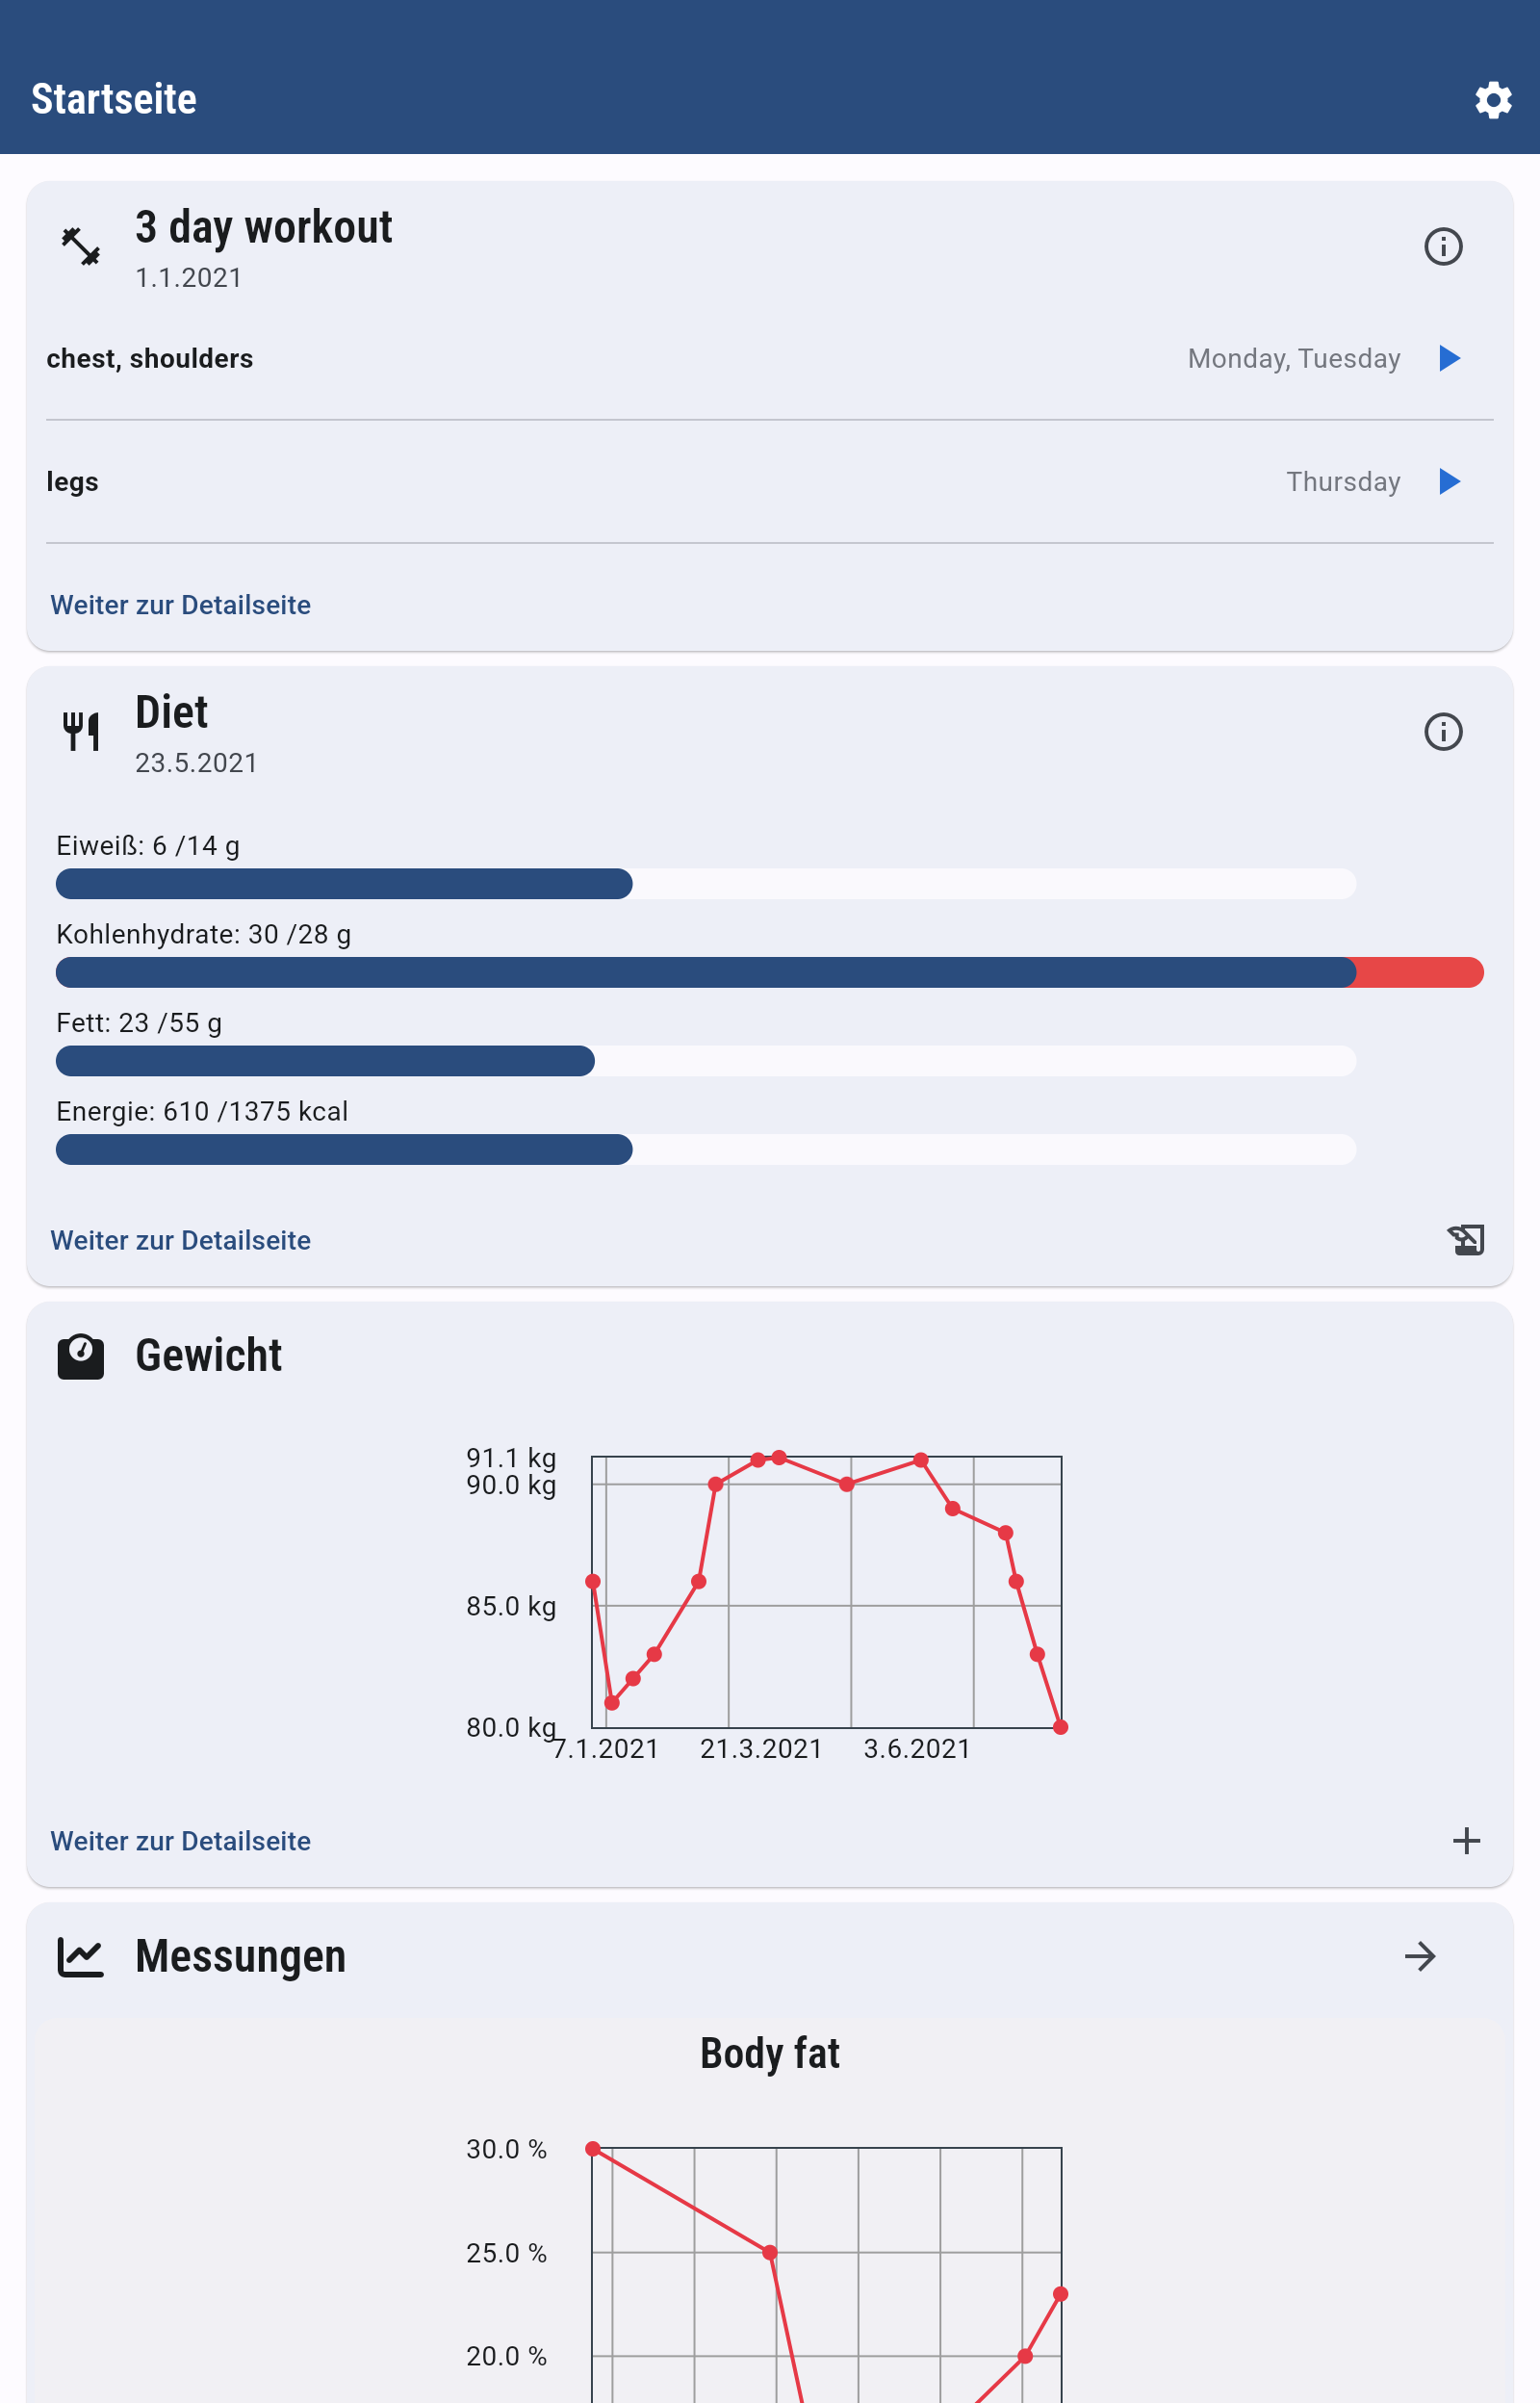 Startseite
3 day workout
1.1.2021
chest, shoulders Monday, Tuesday
legs Thursday
Weiter zur Detailseite
Diet
23.5.2021
Eiweiß: 6 /14 g
Kohlenhydrate: 30 /28 g
Fett: 23 /55 g
Energie: 610 /1375 kcal
Weiter zur Detailseite
Gewicht
91.1 kg
90.0 kg
85.0 kg
80.0 kg
7.1.2021 21.3.2021 3.6.2021
Weiter zur Detailseite
Messungen
Body fat
30.0 %
25.0 %
20.0 %